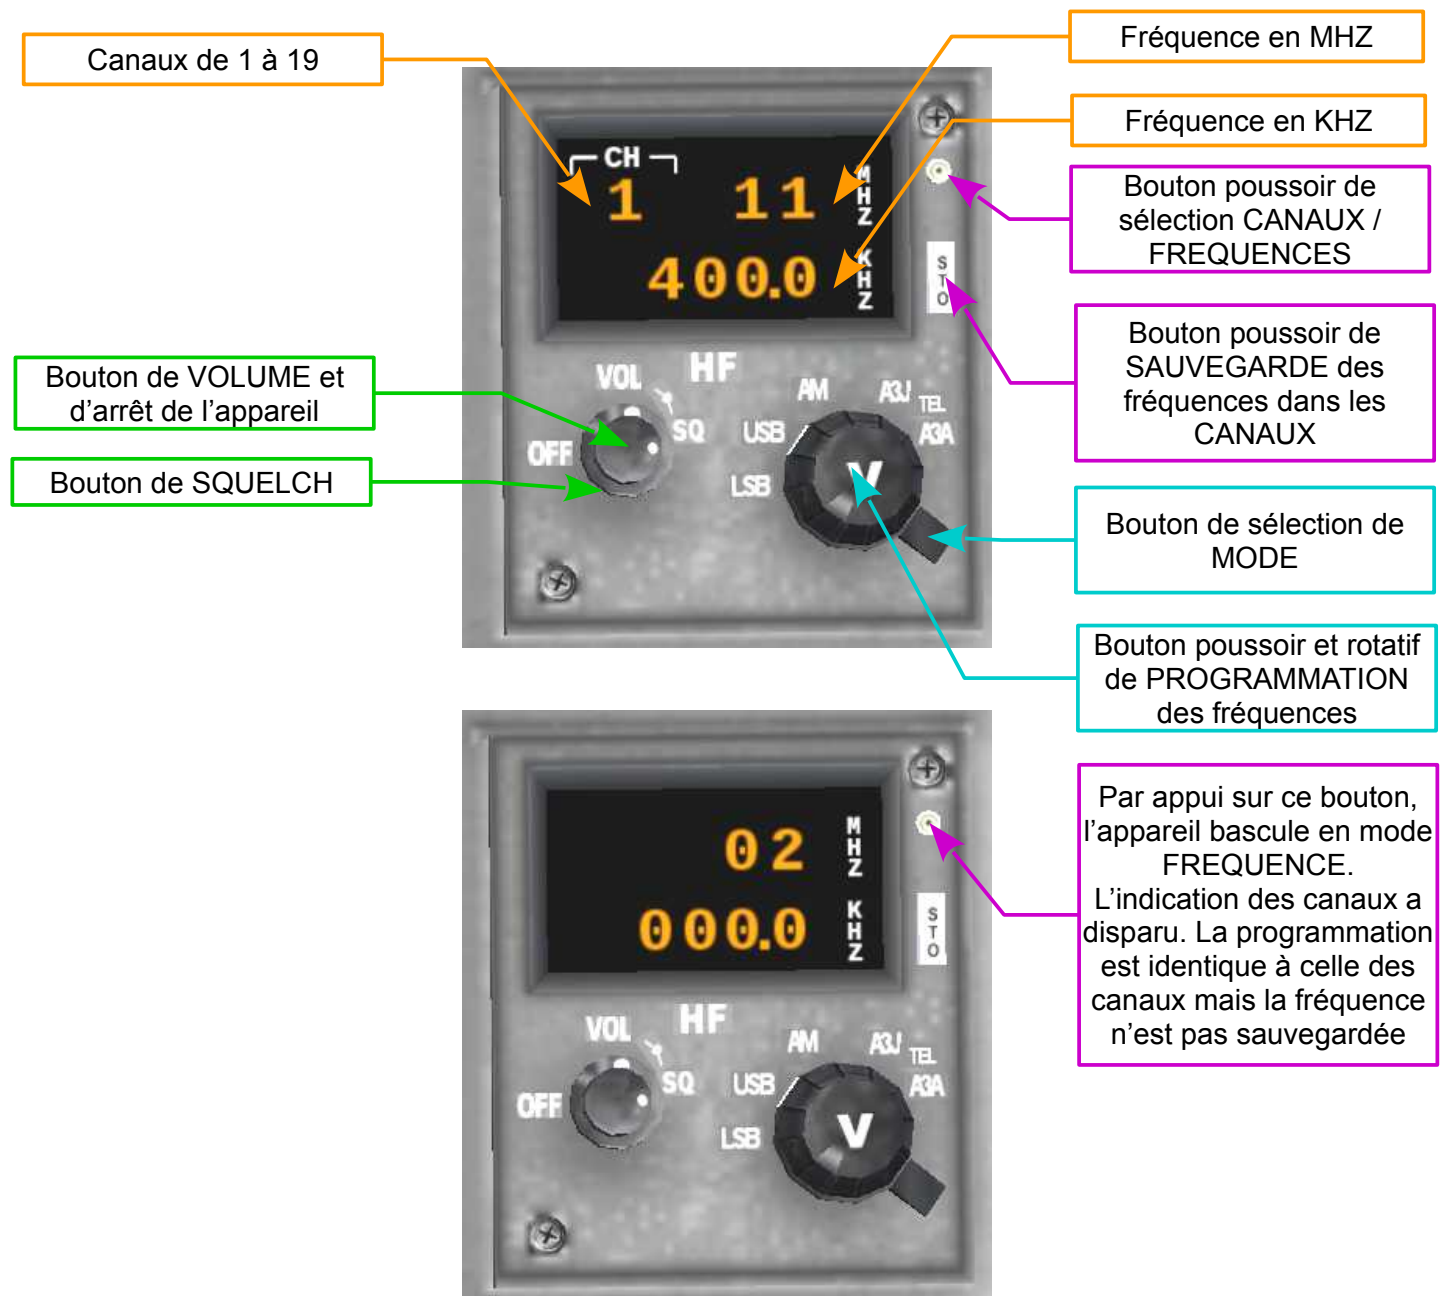 Canaux de 1 à 19
Fréquence en MHZ
Fréquence en KHZ
Bouton poussoir de
sélection CANAUX /
FREQUENCES
Bouton poussoir de
SAUVEGARDE des
fréquences dans les
CANAUX
Bouton de VOLUME et
d'arrêt de l'appareil
Bouton de SQUELCH
Bouton de sélection de
MODE
Bouton poussoir et rotatif
de PROGRAMMATION
des fréquences
CH
1 11 MHZ
400.0 KHZ
STO
HF
VOL
SQ
OFF
AM
A3J
TEL
A3A
USB
LSB
V
Par appui sur ce bouton,
l'appareil bascule en mode
FREQUENCE.
L'indication des canaux a
disparu. La programmation
est identique à celle des
canaux mais la fréquence
n'est pas sauvegardée
02 MHZ
000.0 KHZ
STO
HF
VOL
SQ
OFF
AM
A3J
TEL
A3A
USB
LSB
V